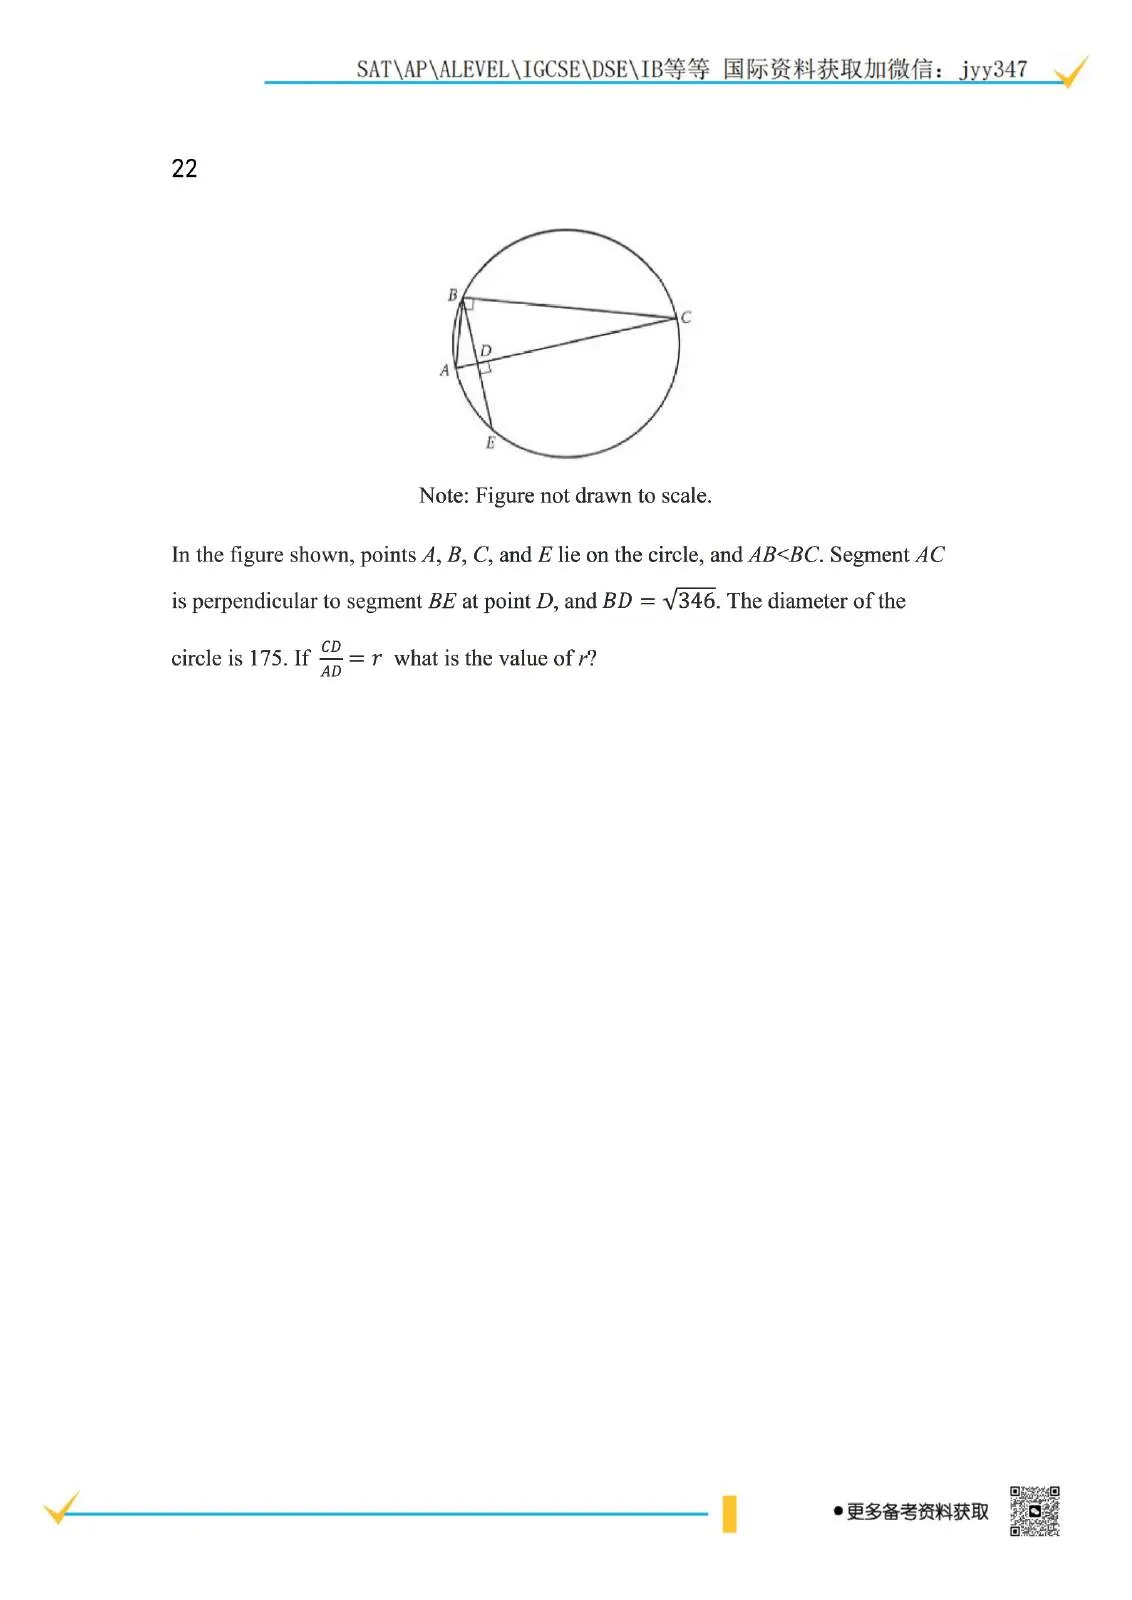 SAT\AP\ALEVEL\IGCSE\DSE\IB等等 国际资料获取加微信：jyy347
22
B
C
D
A
E
Note: Figure not drawn to scale.
In the figure shown, points A, B, C, and E lie on the circle, and AB<BC. Segment AC
is perpendicular to segment BE at point D, and BD = √346. The diameter of the
circle is 175. If CD/AD = r what is the value of r?
●更多备考资料获取